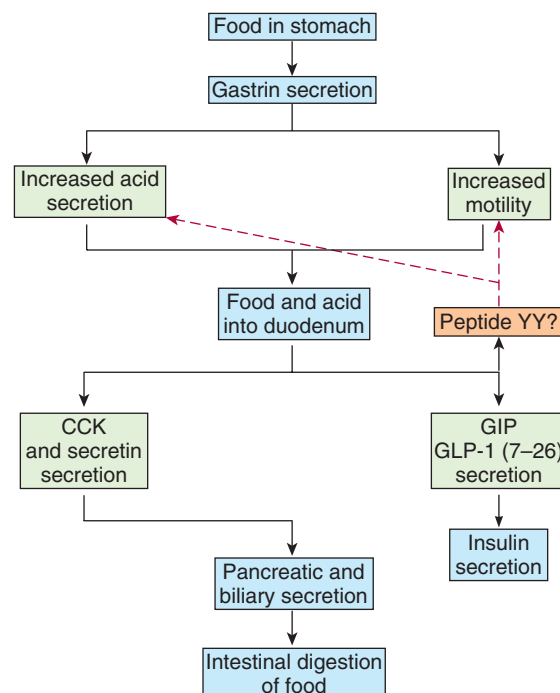 Food in stomach
Gastrin secretion
Increased acid
secretion
Increased
motility
Food and acid
into duodenum
Peptide YY?
CCK
and secretin
secretion
GIP
GLP-1 (7–26)
secretion
Insulin
secretion
Pancreatic and
biliary secretion
Intestinal digestion
of food